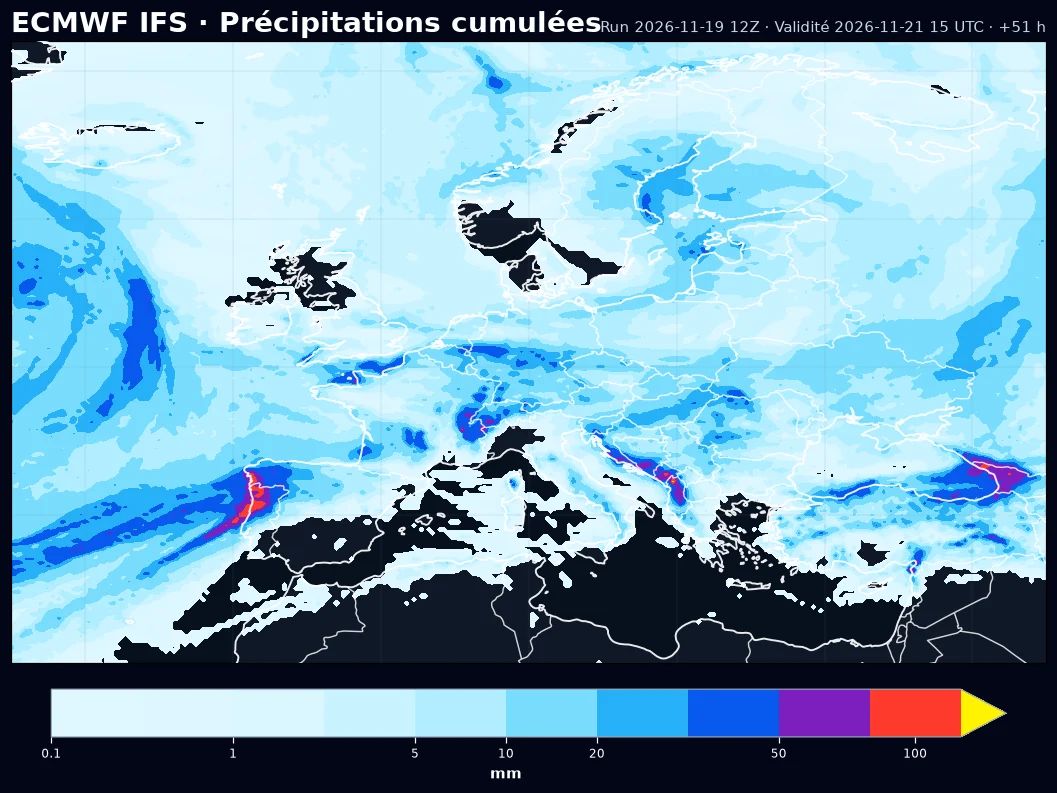 ECMWF IFS · Précipitations cumulées
Run 2026-11-19 12Z · Validité 2026-11-21 15 UTC · +51 h
0.1 1 5 10 20 50 100
mm